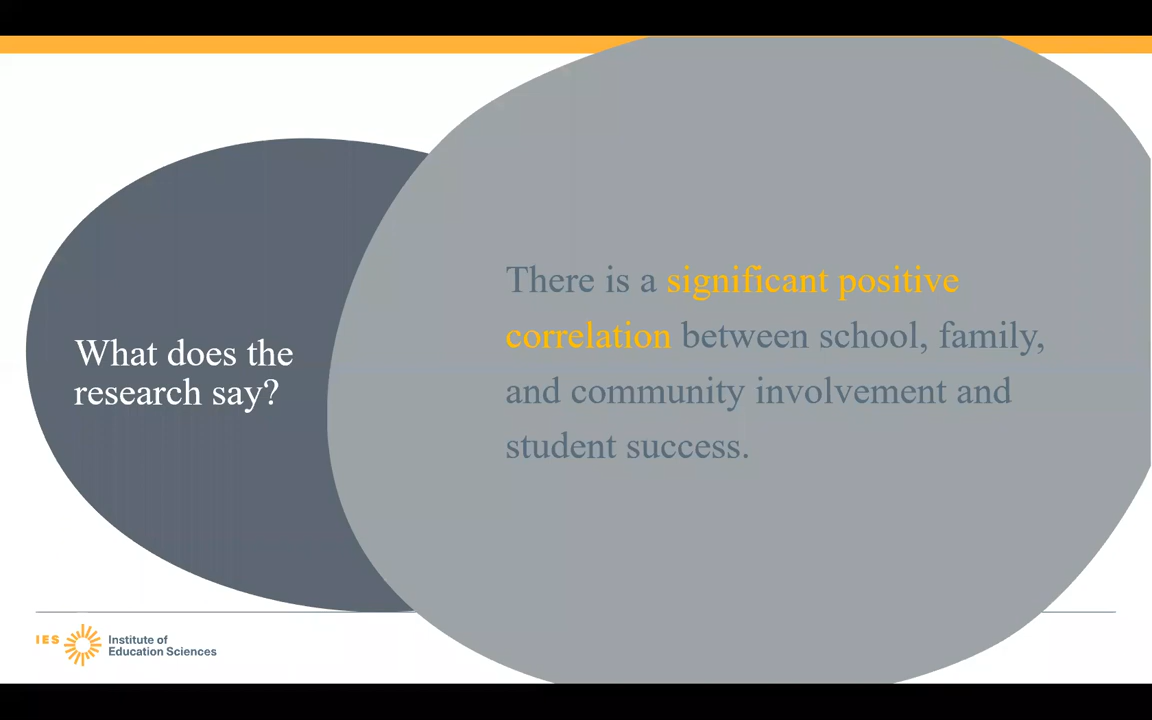 What does the
research say?
There is a significant positive
correlation between school, family,
and community involvement and
student success.
IES
Institute of
Education Sciences